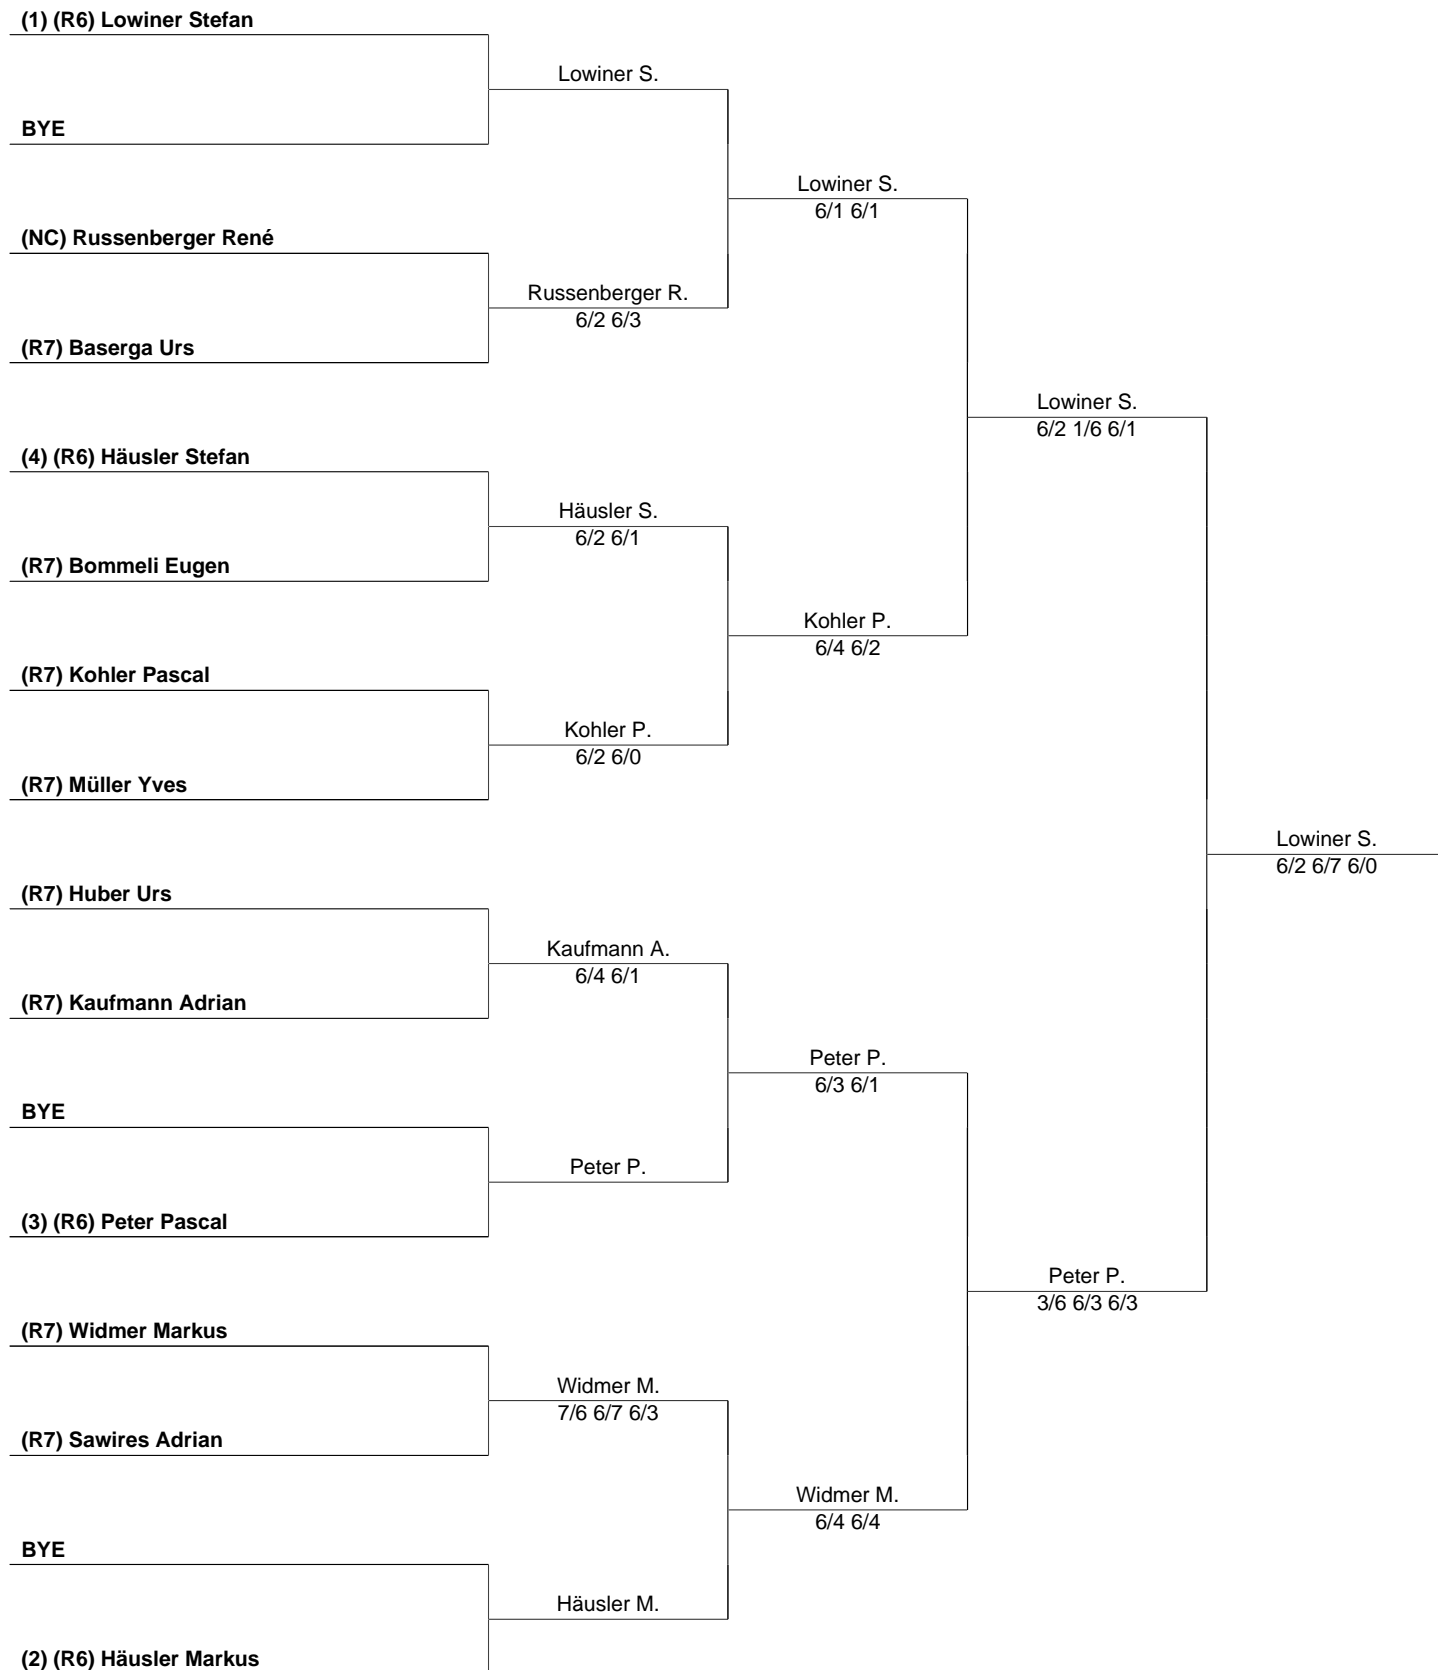 (1) (R6) Lowiner Stefan
Lowiner S.
BYE
Lowiner S.
6/1 6/1
(NC) Russenberger René
Russenberger R.
6/2 6/3
(R7) Baserga Urs
Lowiner S.
6/2 1/6 6/1
(4) (R6) Häusler Stefan
Häusler S.
6/2 6/1
(R7) Bommeli Eugen
Kohler P.
6/4 6/2
(R7) Kohler Pascal
Kohler P.
6/2 6/0
(R7) Müller Yves
Lowiner S.
6/2 6/7 6/0
(R7) Huber Urs
Kaufmann A.
6/4 6/1
(R7) Kaufmann Adrian
Peter P.
6/3 6/1
BYE
Peter P.
(3) (R6) Peter Pascal
Peter P.
3/6 6/3 6/3
(R7) Widmer Markus
Widmer M.
7/6 6/7 6/3
(R7) Sawires Adrian
Widmer M.
6/4 6/4
BYE
Häusler M.
(2) (R6) Häusler Markus